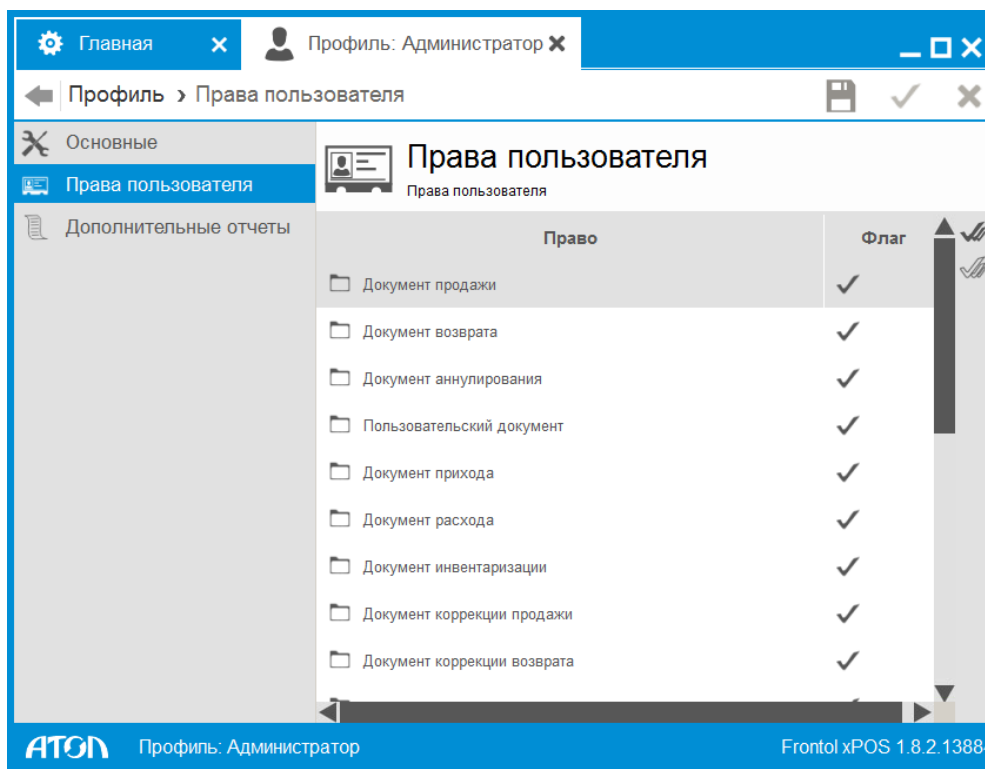 Главная
Профиль: Администратор
Профиль › Права пользователя
Основные
Права пользователя
Дополнительные отчеты
Права пользователя
Права пользователя
Право Флаг
Документ продажи
Документ возврата
Документ аннулирования
Пользовательский документ
Документ прихода
Документ расхода
Документ инвентаризации
Документ коррекции продажи
Документ коррекции возврата
АТОЛ Профиль: Администратор Frontol xPOS 1.8.2.1388